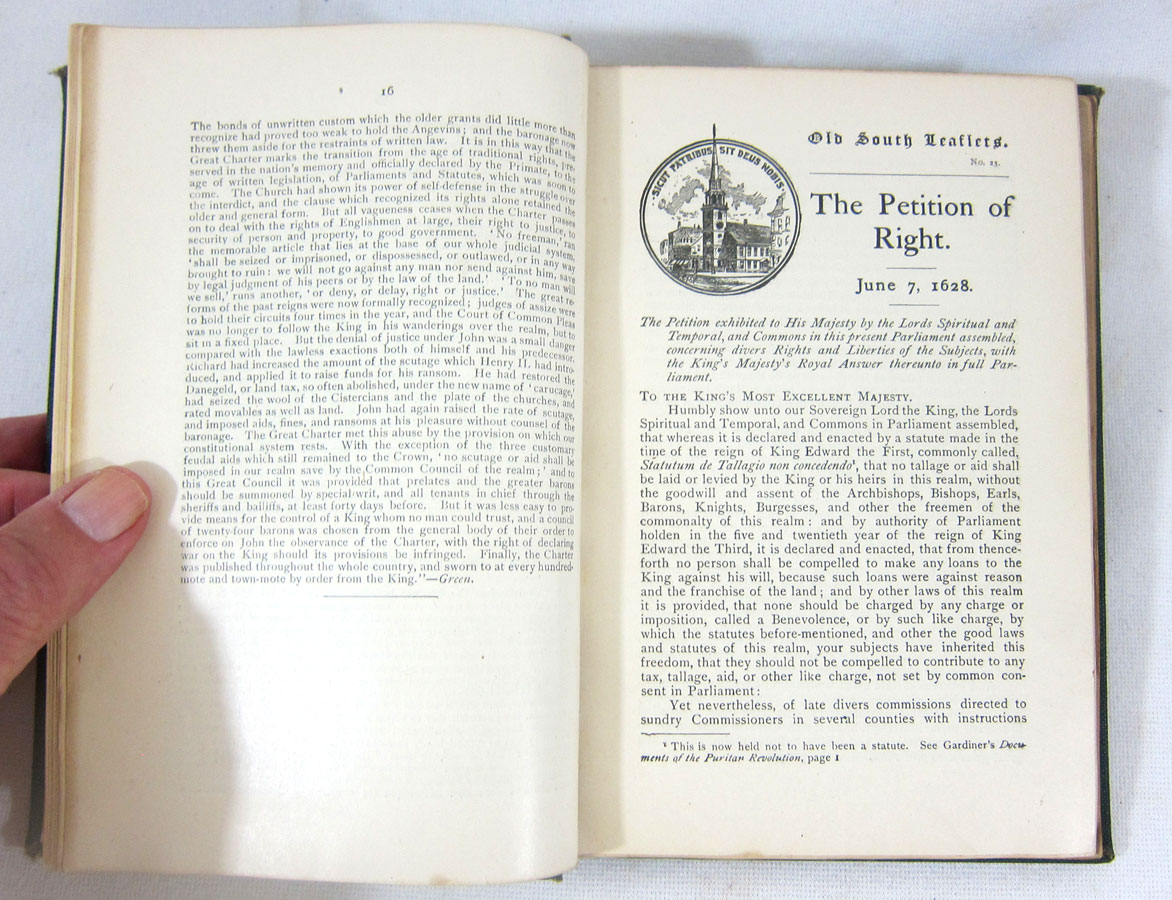 16
The bonds of unwritten custom which the older grants did little more than
recognize had proved too weak to hold the Angevins; and the baronage now
threw them aside for the restraints of written law. It is in this way that the
Great Charter marks the transition from the age of traditional rights, pre-
served in the nation's memory and officially declared by the Primate, to the
age of written legislation, of Parliaments and Statutes, which was soon to
come. The Church had shown its power of self-defence in the struggle over
the interdict, and the clause which recognized its rights alone retained the
older and general form. But all vagueness ceases when the Charter passes
on to deal with the rights of Englishmen at large, their right to justice, to
security of person and property, to good government. 'No freeman,' ran
the memorable article that lies at the base of our whole judicial system,
'shall be seized or imprisoned, or dispossessed, or outlawed, or in any way
brought to ruin: we will not go against any man nor send against him, save
by legal judgment of his peers or by the law of the land.' 'To no man will
we sell,' runs another, 'or deny, or delay, right or justice.' The great re-
forms of the past reigns were now formally recognized; judges of assize were
to hold their circuits four times in the year, and the Court of Common Pleas
was no longer to follow the King in his wanderings over the realm, but to
sit in a fixed place. But the denial of justice under John was a small danger
compared with the lawless exactions both of himself and his predecessor.
Richard had increased the amount of the scutage which Henry II. had intro-
duced, and applied it to raise funds for his ransom. He had restored the
Danegeld, or land tax, so often abolished, under the new name of 'carucage,'
had seized the wool of the Cistercians and the plate of the churches, and
rated movables as well as land. John had again raised the rate of scutage,
and imposed aids, fines, and ransoms at his pleasure without counsel of the
baronage. The Great Charter met this abuse by the provision on which our
constitutional system rests. With the exception of the three customary
feudal aids which still remained to the Crown, 'no scutage or aid shall be
imposed in our realm save by the Common Council of the realm;' and to
this Great Council it was provided that prelates and the greater barons
should be summoned by special writ, and all tenants in chief through the
sheriffs and bailiffs, at least forty days before. But it was less easy to pro-
vide means for the control of a King whom no man could trust, and a council
of twenty-four barons was chosen from the general body of their order to
enforce on John the observance of the Charter, with the right of declaring
war on the King should its provisions be infringed. Finally, the Charter
was published throughout the whole country, and sworn to at every hundred-
mote and town-mote by order from the King."—Green.
SICUT PATRIBUS, SIT DEUS NOBIS
Old South Leaflets.
No. 23.
The Petition of
Right.
June 7, 1628.
The Petition exhibited to His Majesty by the Lords Spiritual and
Temporal, and Commons in this present Parliament assembled,
concerning divers Rights and Liberties of the Subjects, with
the King's Majesty's Royal Answer thereunto in full Par-
liament.
To the King's Most Excellent Majesty.
Humbly show unto our Sovereign Lord the King, the Lords
Spiritual and Temporal, and Commons in Parliament assembled,
that whereas it is declared and enacted by a statute made in the
time of the reign of King Edward the First, commonly called,
Statutum de Tallagio non concedendo¹, that no tallage or aid shall
be laid or levied by the King or his heirs in this realm, without
the goodwill and assent of the Archbishops, Bishops, Earls,
Barons, Knights, Burgesses, and other the freemen of the
commonalty of this realm: and by authority of Parliament
holden in the five and twentieth year of the reign of King
Edward the Third, it is declared and enacted, that from thence-
forth no person shall be compelled to make any loans to the
King against his will, because such loans were against reason
and the franchise of the land; and by other laws of this realm
it is provided, that none should be charged by any charge or
imposition, called a Benevolence, or by such like charge, by
which the statutes before-mentioned, and other the good laws
and statutes of this realm, your subjects have inherited this
freedom, that they should not be compelled to contribute to any
tax, tallage, aid, or other like charge, not set by common con-
sent in Parliament:
Yet nevertheless, of late divers commissions directed to
sundry Commissioners in several counties with instructions
¹ This is now held not to have been a statute. See Gardiner's Docu-
ments of the Puritan Revolution, page 1